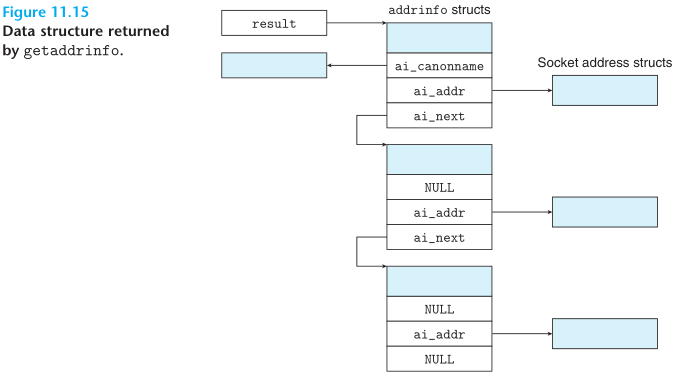 Figure 11.15
Data structure returned
by getaddrinfo.
result
addrinfo structs
ai_canonname
ai_addr
ai_next
Socket address structs
NULL
ai_addr
ai_next
NULL
ai_addr
NULL